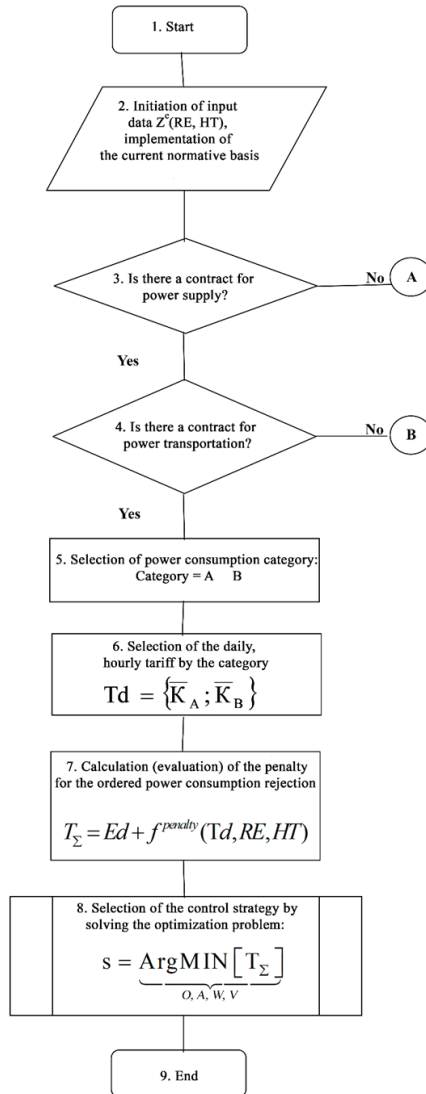 1. Start
2. Initiation of input
data Zᵉ(RE, HT),
implementation of
the current normative basis
3. Is there a contract for
power supply?
No
A
Yes
4. Is there a contract for
power transportation?
No
B
Yes
5. Selection of power consumption category:
Category = A B
6. Selection of the daily,
hourly tariff by the category
Td = {K̅_A ; K̅_B}
7. Calculation (evaluation) of the penalty
for the ordered power consumption rejection
T_Σ = Ed + f^penalty (Td, RE, HT)
8. Selection of the control strategy by
solving the optimization problem:
s = ArgMIN [T_Σ]
O, A, W, V
9. End